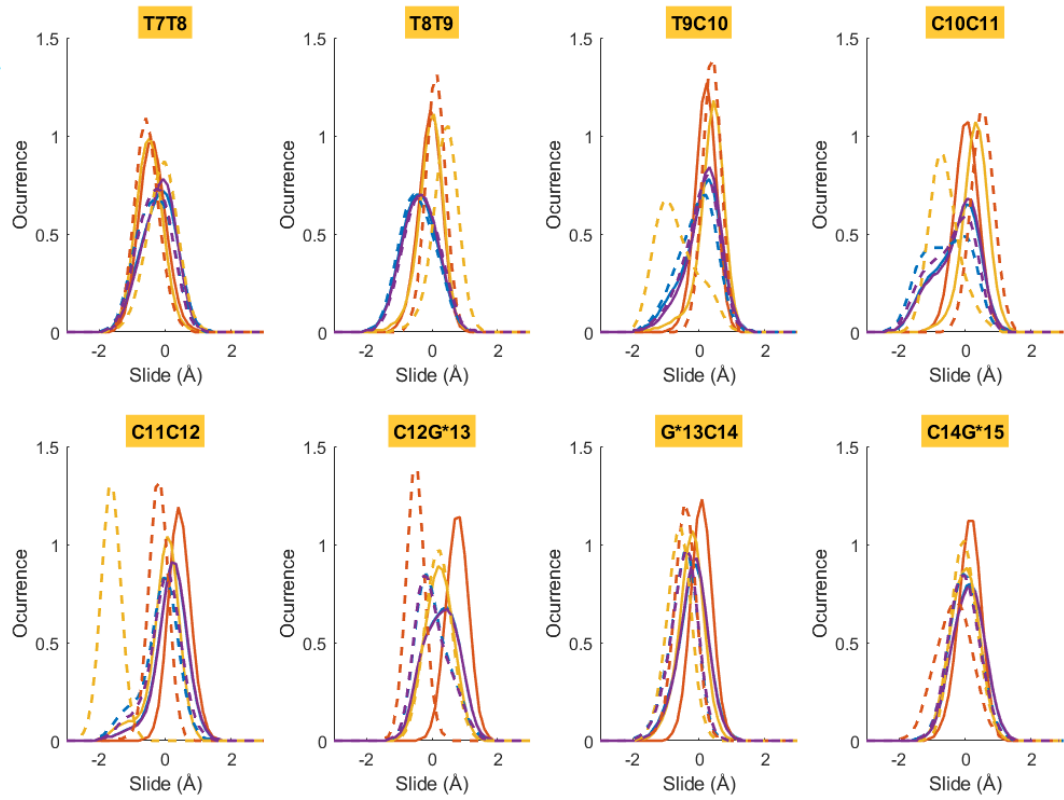 T7T8 T8T9 T9C10 C10C11
1.5 1.5 1.5 1.5
1 1 1 1
Ocurrence Ocurrence Ocurrence Ocurrence
0.5 0.5 0.5 0.5
0 0 0 0
-2 0 2 -2 0 2 -2 0 2 -2 0 2
Slide (Å) Slide (Å) Slide (Å) Slide (Å)
C11C12 C12G*13 G*13C14 C14G*15
1.5 1.5 1.5 1.5
1 1 1 1
Ocurrence Ocurrence Ocurrence Ocurrence
0.5 0.5 0.5 0.5
0 0 0 0
-2 0 2 -2 0 2 -2 0 2 -2 0 2
Slide (Å) Slide (Å) Slide (Å) Slide (Å)